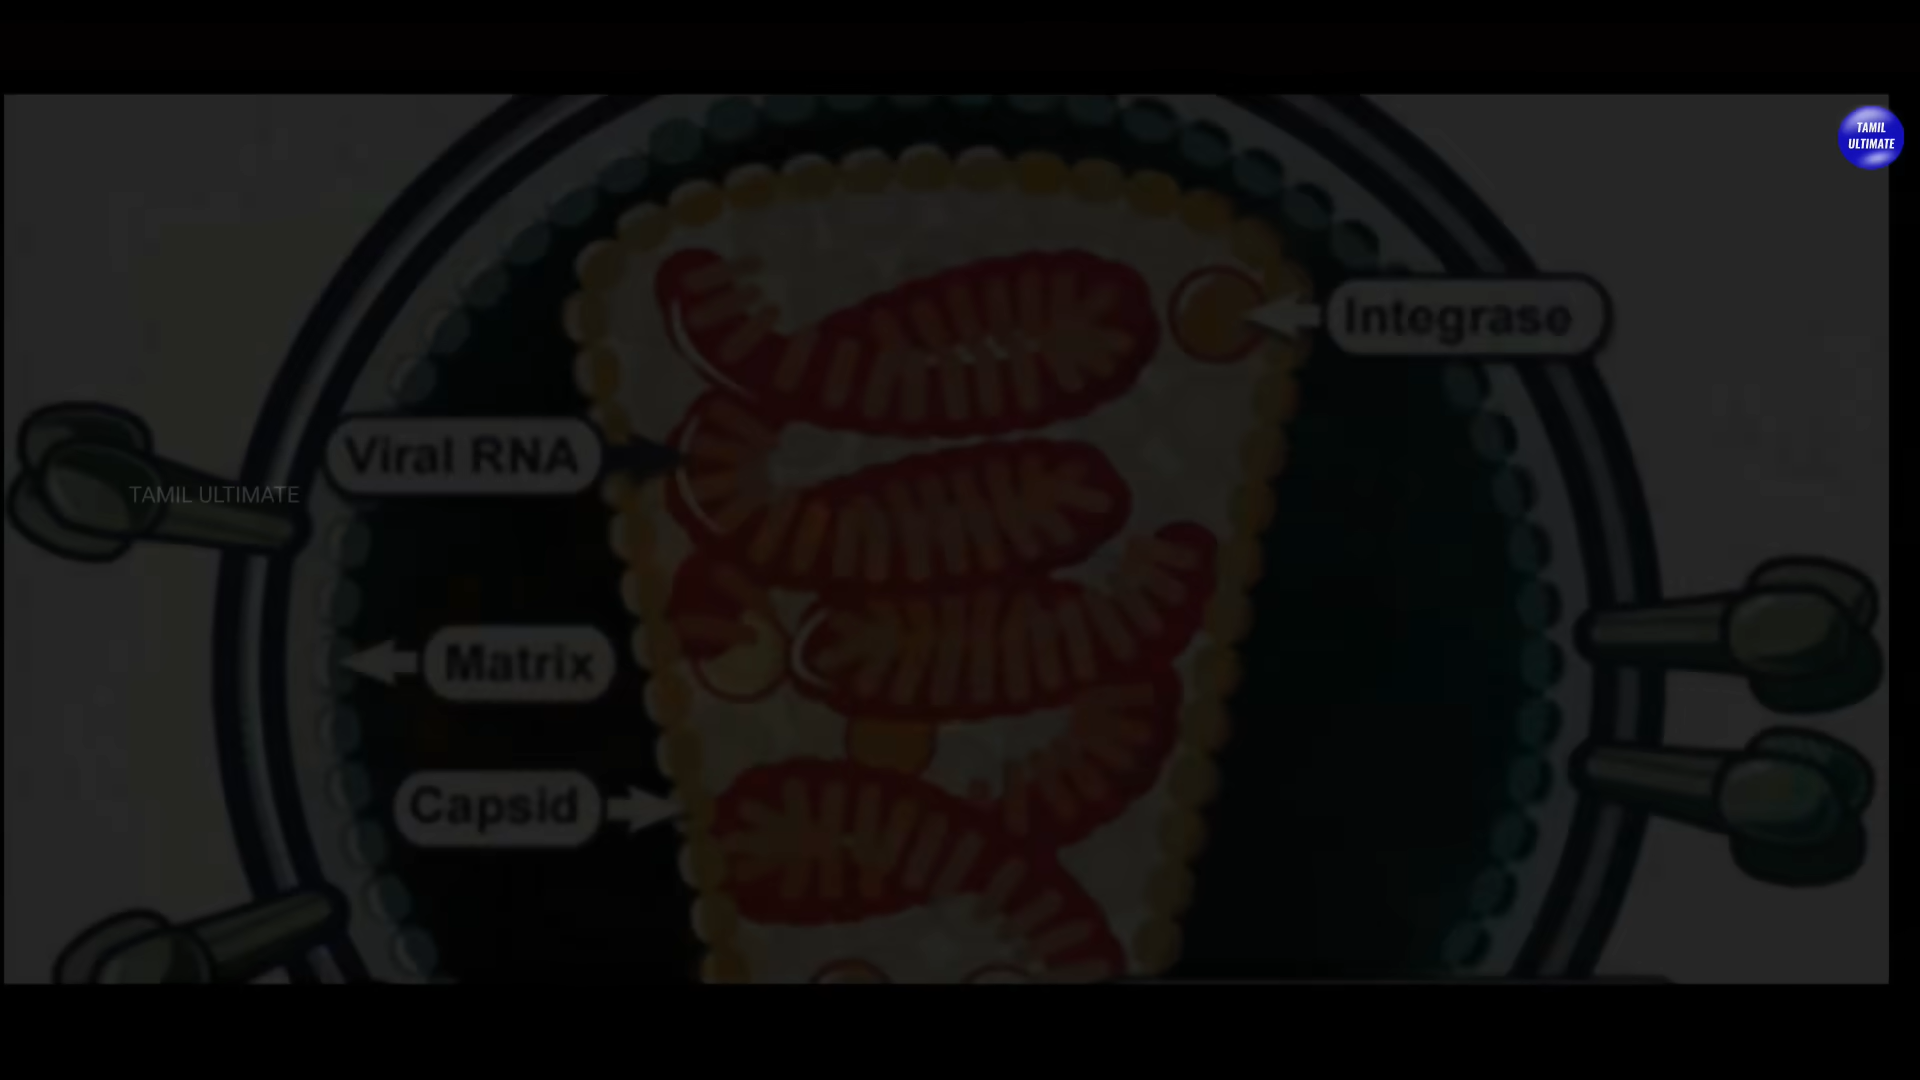 TAMIL
ULTIMATE
Integrase
Viral RNA
TAMIL ULTIMATE
Matrix
Capsid